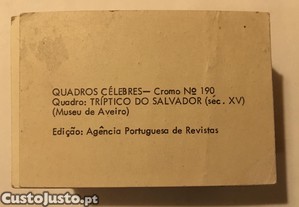 QUADROS CÉLEBRES— Cromo Nº 190
Quadro: TRÍPTICO DO SALVADOR (séc. XV)
(Museu de Aveiro)
Edição: Agência Portuguesa de Revistas
CustoJusto.pt